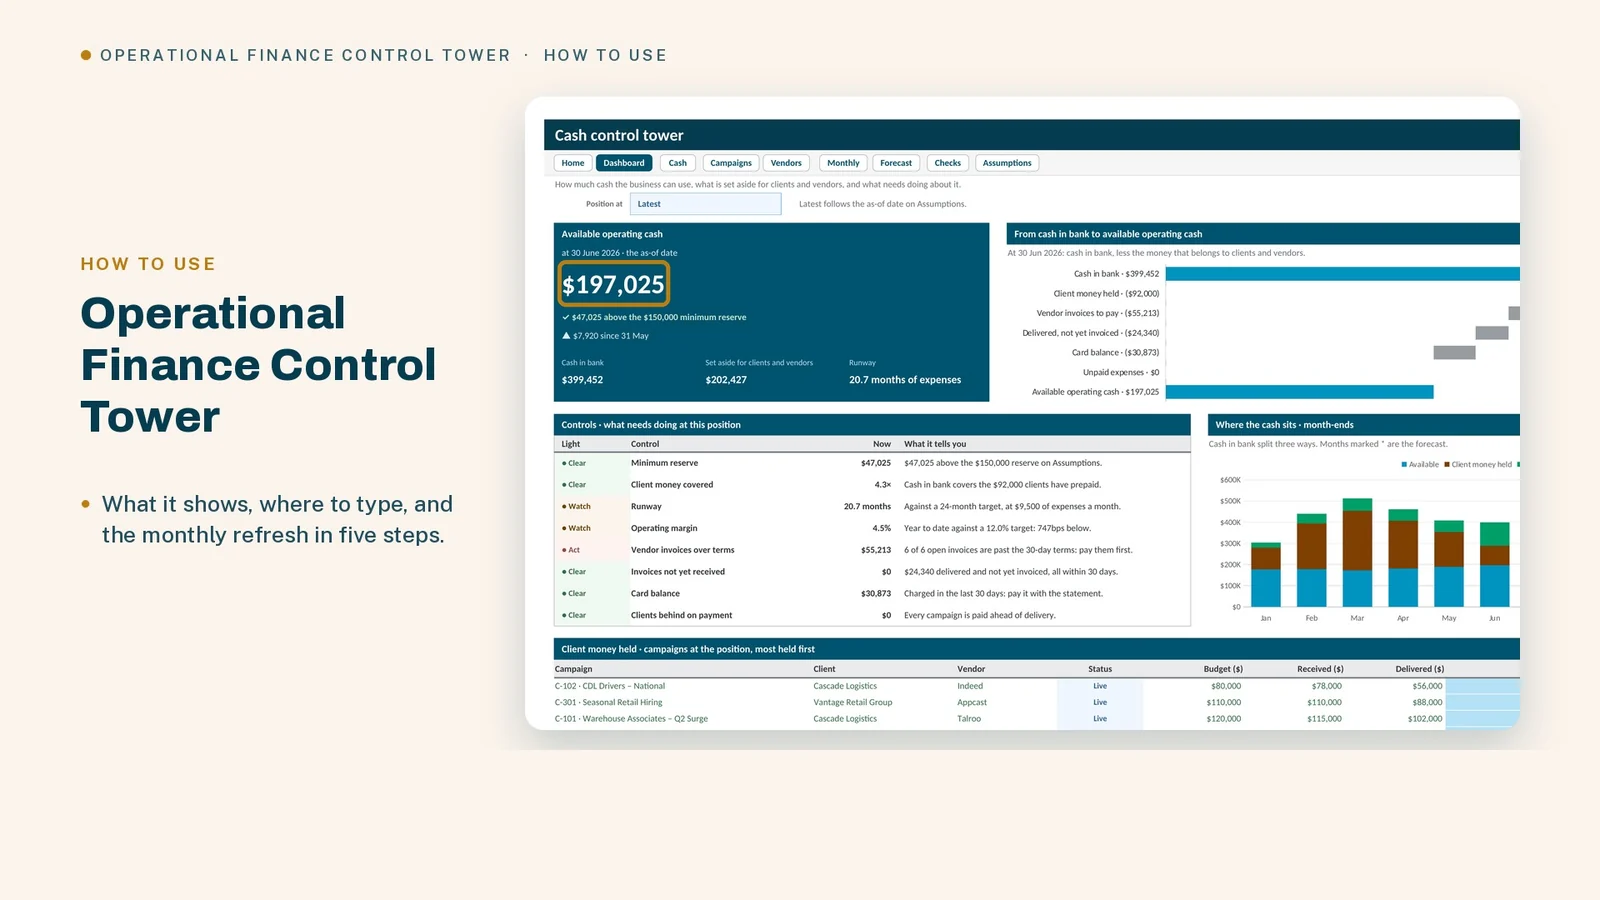 OPERATIONAL FINANCE CONTROL TOWER · HOW TO USE
HOW TO USE
Operational
Finance Control
Tower
• What it shows, where to type, and
the monthly refresh in five steps.
Cash control tower
Home Dashboard Cash Campaigns Vendors Monthly Forecast Checks Assumptions
How much cash the business can use, what is set aside for clients and vendors, and what needs doing about it.
Position at Latest Latest follows the as-of date on Assumptions.
Available operating cash
at 30 June 2026 · the as-of date
$197,025
✓ $47,025 above the $150,000 minimum reserve
▲ $7,920 since 31 May
Cash in bank Set aside for clients and vendors Runway
$399,452 $202,427 20.7 months of expenses
From cash in bank to available operating cash
At 30 Jun 2026: cash in bank, less the money that belongs to clients and vendors.
Cash in bank · $399,452
Client money held · ($92,000)
Vendor invoices to pay · ($55,213)
Delivered, not yet invoiced · ($24,340)
Card balance · ($30,873)
Unpaid expenses · $0
Available operating cash · $197,025
Controls · what needs doing at this position
Light Control Now What it tells you
● Clear Minimum reserve $47,025 $47,025 above the $150,000 reserve on Assumptions.
● Clear Client money covered 4.3× Cash in bank covers the $92,000 clients have prepaid.
● Watch Runway 20.7 months Against a 24-month target, at $9,500 of expenses a month.
● Watch Operating margin 4.5% Year to date against a 12.0% target: 747bps below.
● Act Vendor invoices over terms $55,213 6 of 6 open invoices are past the 30-day terms: pay them first.
● Clear Invoices not yet received $0 $24,340 delivered and not yet invoiced, all within 30 days.
● Clear Card balance $30,873 Charged in the last 30 days: pay it with the statement.
● Clear Clients behind on payment $0 Every campaign is paid ahead of delivery.
Where the cash sits · month-ends
Cash in bank split three ways. Months marked * are the forecast.
Available Client money held
$600K
$500K
$400K
$300K
$200K
$100K
$0
Jan Feb Mar Apr May Jun
Client money held · campaigns at the position, most held first
Campaign Client Vendor Status Budget ($) Received ($) Delivered ($)
C-102 · CDL Drivers – National Cascade Logistics Indeed Live $80,000 $78,000 $56,000
C-301 · Seasonal Retail Hiring Vantage Retail Group Appcast Live $110,000 $110,000 $88,000
C-101 · Warehouse Associates – Q2 Surge Cascade Logistics Talroo Live $120,000 $115,000 $102,000